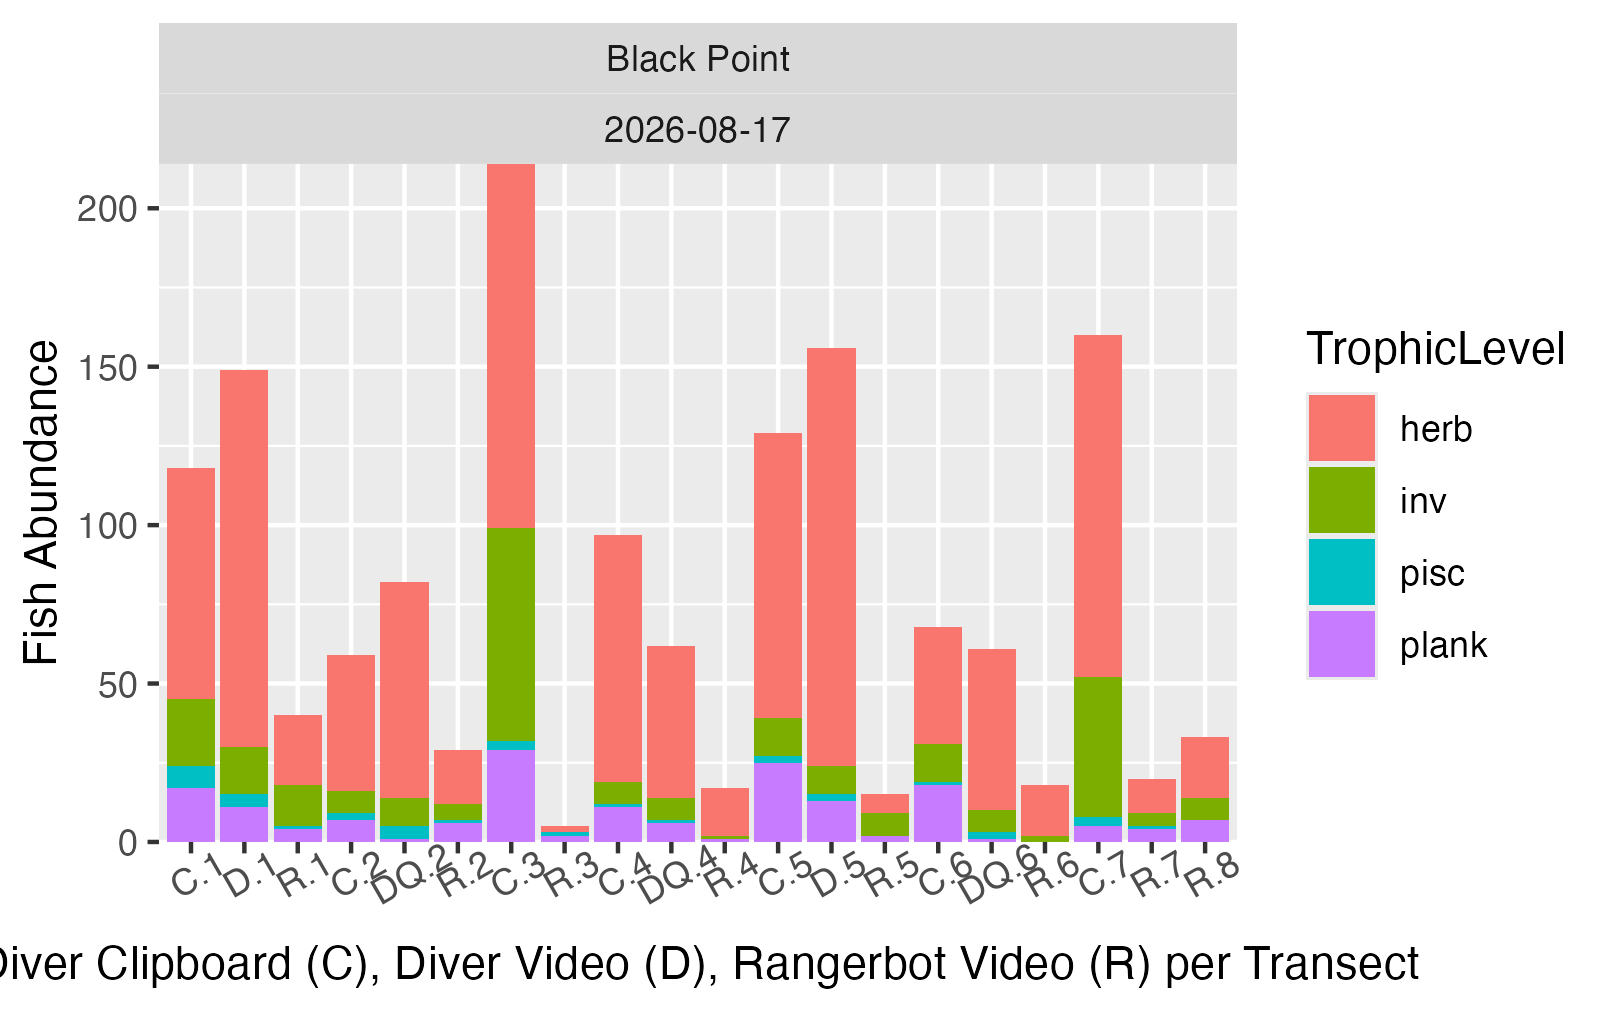 Black Point
2026-08-17
Fish Abundance
200
150
100
50
0
C.1 D.1 R.1 C.2 DQ.2 R.2 C.3 R.3 C.4 DQ.4 R.4 C.5 D.5 R.5 C.6 DQ.6 R.6 C.7 R.7 R.8
Diver Clipboard (C), Diver Video (D), Rangerbot Video (R) per Transect
TrophicLevel
herb
inv
pisc
plank